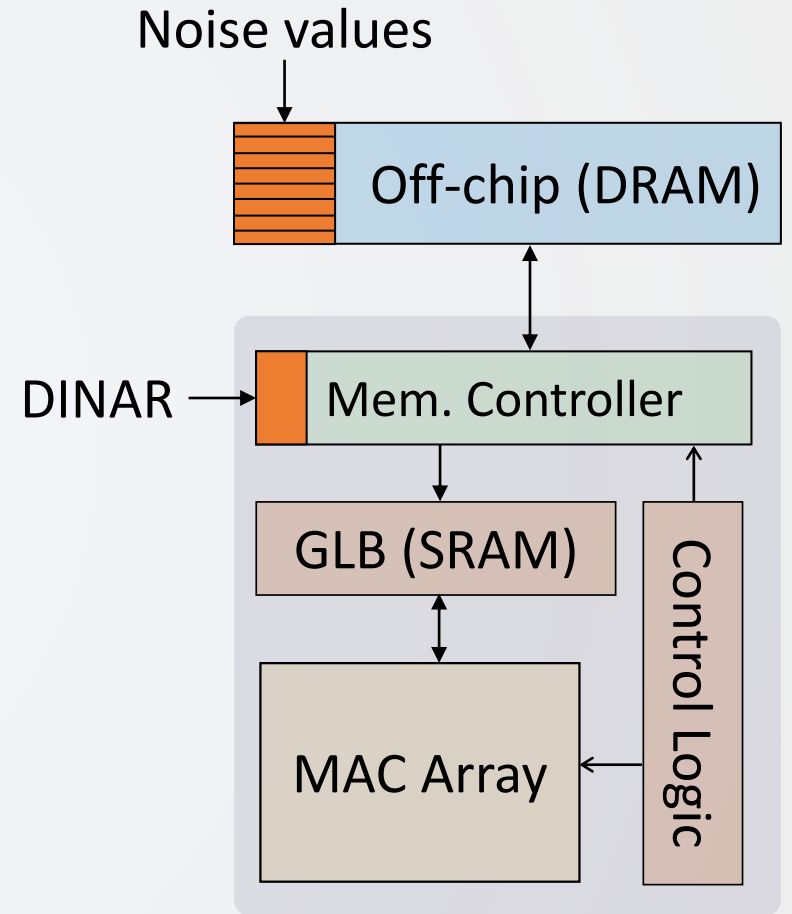 Noise values
Off-chip (DRAM)
DINAR
Mem. Controller
GLB (SRAM)
Control Logic
MAC Array